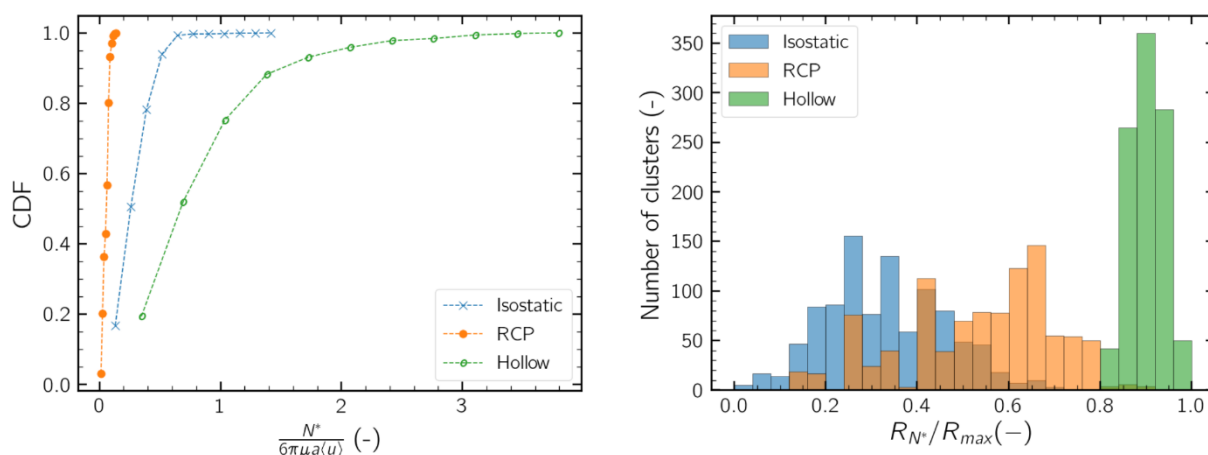 1.0
0.8
0.6
0.4
0.2
0.0
CDF
Isostatic
RCP
Hollow
0 1 2 3
N*
6πμa⟨u⟩ (-)
350
300
250
200
150
100
50
0
Number of clusters (-)
Isostatic
RCP
Hollow
0.0 0.2 0.4 0.6 0.8 1.0
R_N*/R_max(−)